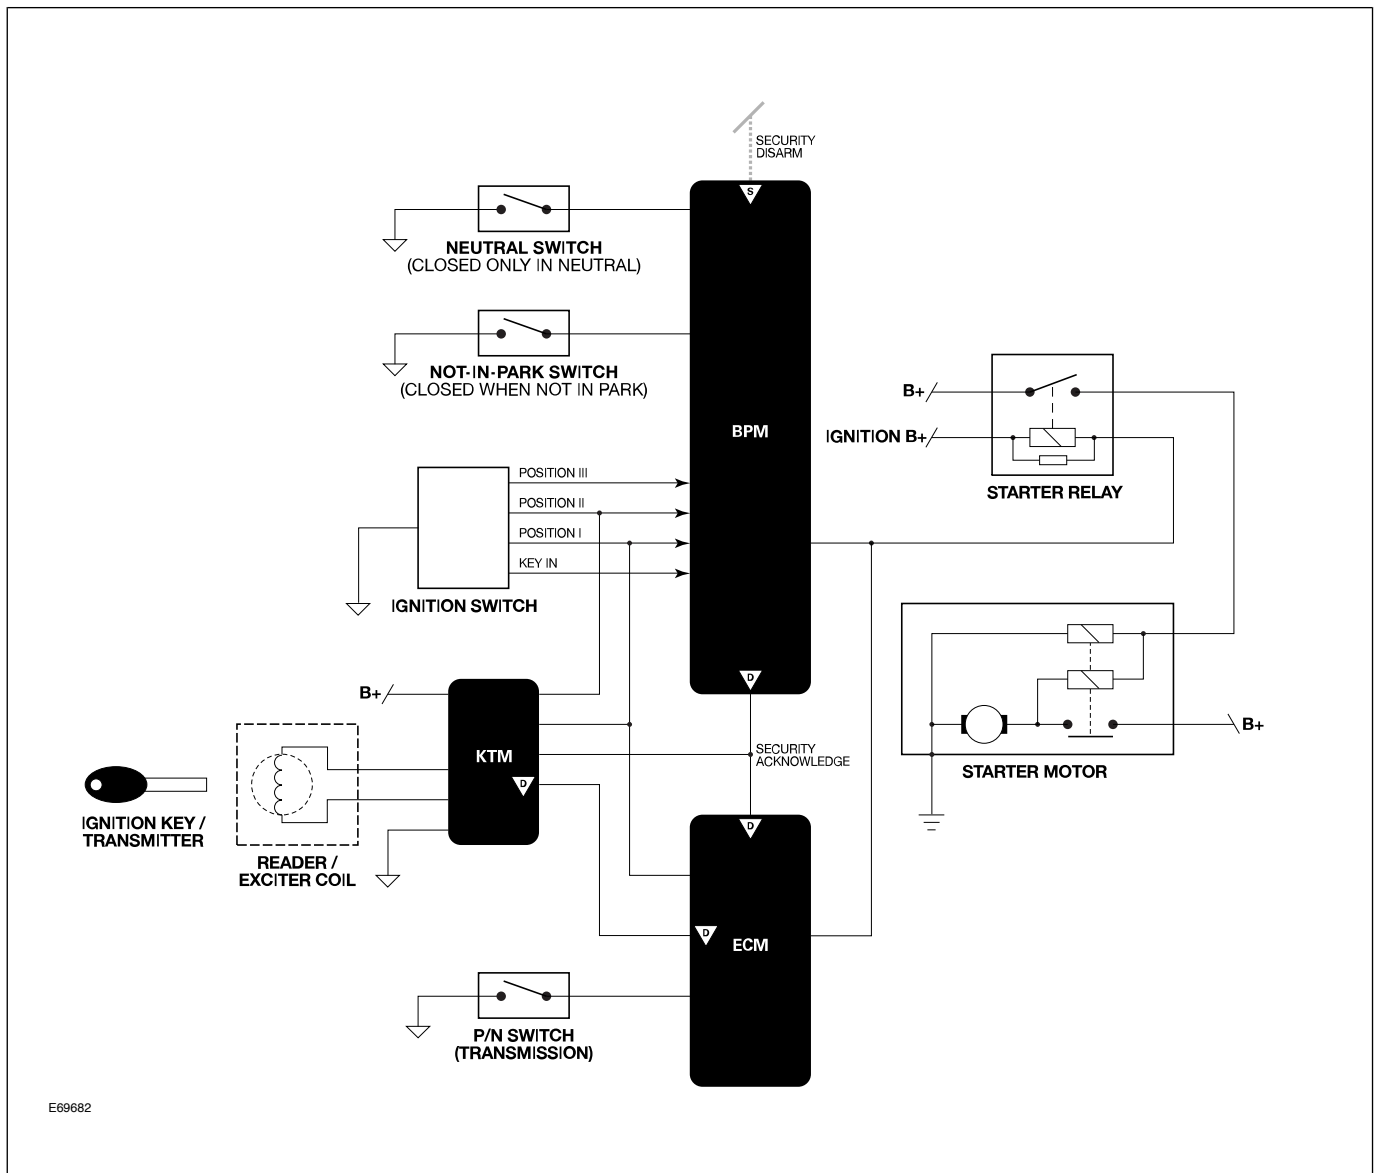 SECURITY
DISARM
S
NEUTRAL SWITCH
(CLOSED ONLY IN NEUTRAL)
NOT-IN-PARK SWITCH
(CLOSED WHEN NOT IN PARK)
BPM
B+
IGNITION B+
STARTER RELAY
POSITION III
POSITION II
POSITION I
KEY IN
IGNITION SWITCH
D
B+
KTM
D
SECURITY
ACKNOWLEDGE
B+
STARTER MOTOR
IGNITION KEY /
TRANSMITTER
READER /
EXCITER COIL
D
D
ECM
P/N SWITCH
(TRANSMISSION)
E69682